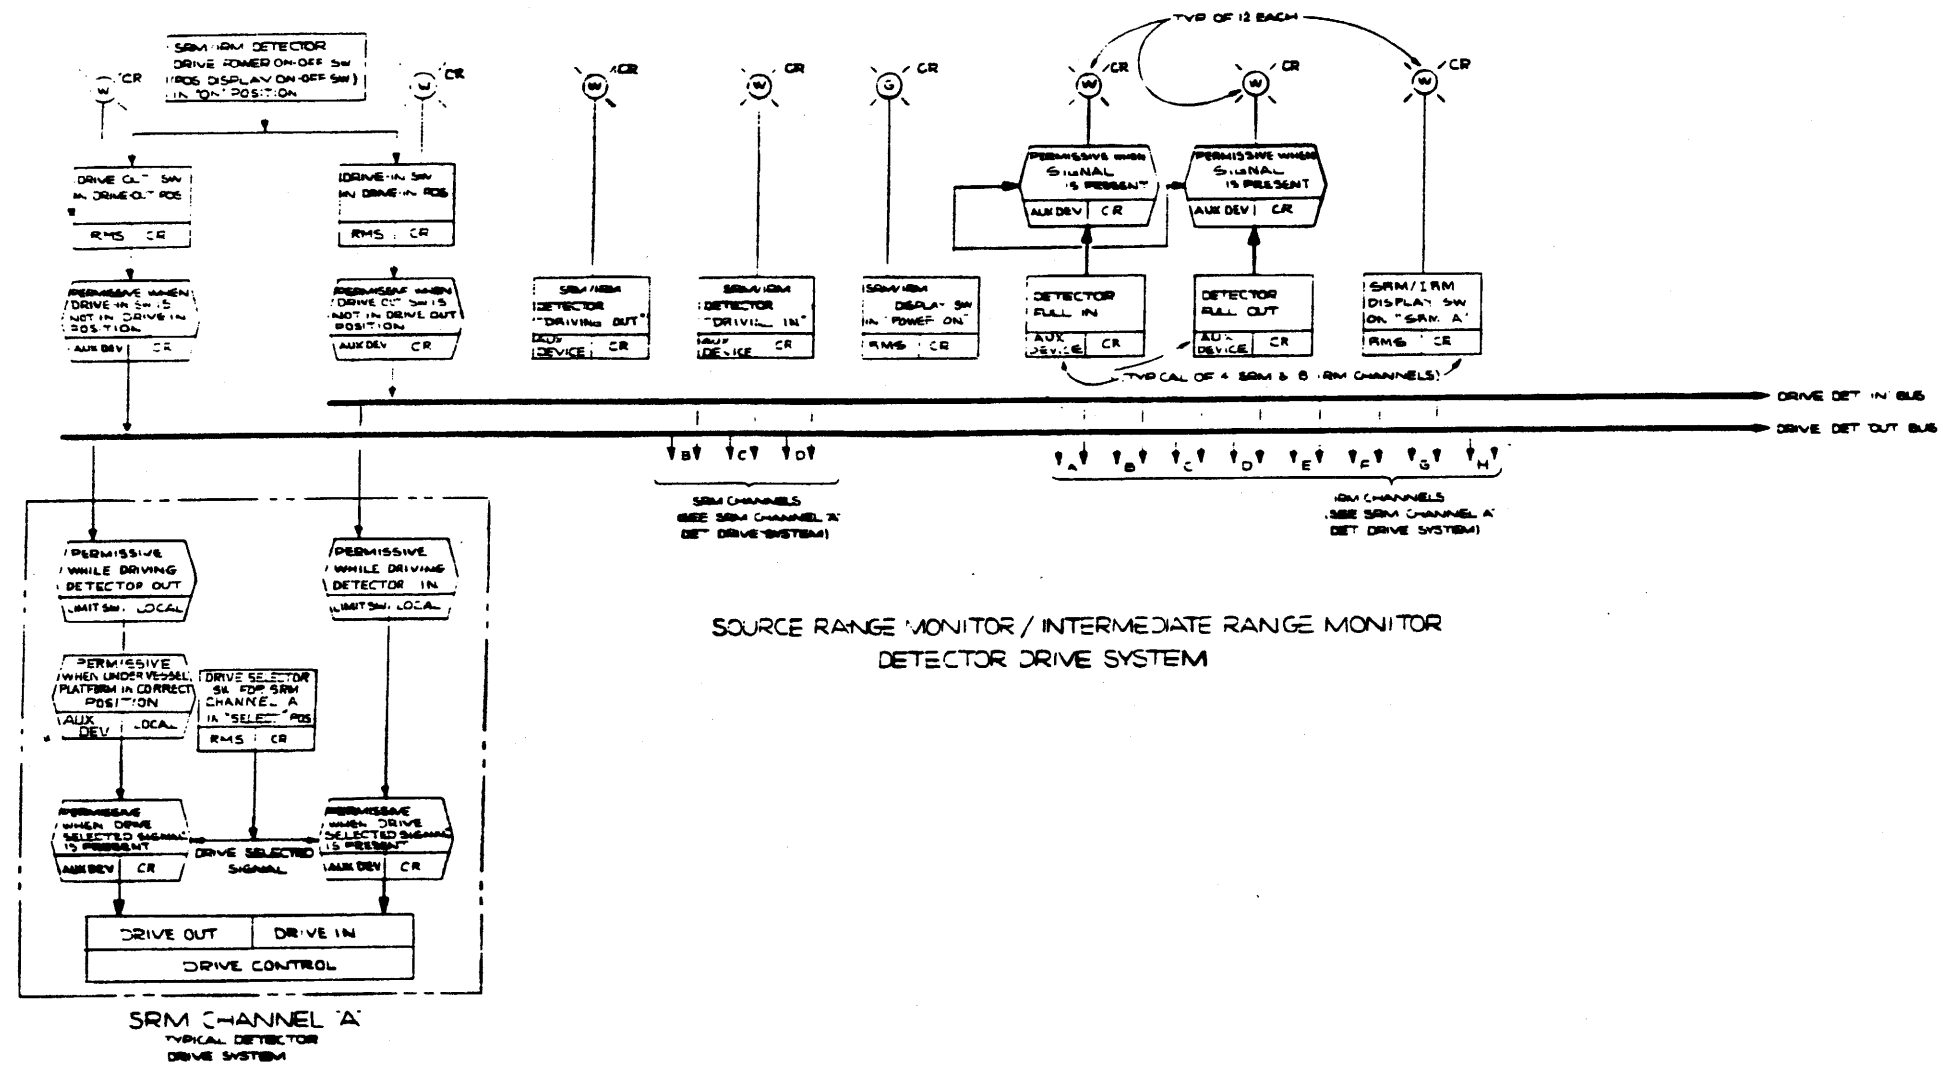 TYP OF 12 EACH
SRM/IRM DETECTOR
DRIVE POWER ON-OFF SW
(POS DISPLAY ON-OFF SW)
IN "ON" POSITION
W CR
W CR
W CR
W CR
G CR
W CR
W CR
W CR
DRIVE OUT SW
IN DRIVE-OUT POS
RMS CR
DRIVE-IN SW
IN DRIVE-IN POS
RMS CR
PERMISSIVE WHEN
SIGNAL
IS PRESENT
AUX DEV CR
PERMISSIVE WHEN
SIGNAL
IS PRESENT
AUX DEV CR
PERMISSIVE WHEN
DRIVE-IN SW IS
NOT IN DRIVE IN
POSITION
AUX DEV CR
PERMISSIVE WHEN
DRIVE OUT SW IS
NOT IN DRIVE OUT
POSITION
AUX DEV CR
SRM/IRM
DETECTOR
"DRIVING OUT"
AUX
DEVICE CR
SRM/IRM
DETECTOR
"DRIVING IN"
AUX
DEVICE CR
SRM/IRM
DISPLAY SW
IN "POWER ON"
RMS CR
DETECTOR
FULL IN
AUX
DEVICE CR
DETECTOR
FULL OUT
AUX
DEVICE CR
SRM/IRM
DISPLAY SW
ON "SRM A"
RMS CR
(TYPICAL OF 4 SRM & 8 IRM CHANNELS)
DRIVE DET IN BUS
DRIVE DET OUT BUS
B C D
SRM CHANNELS
(SEE SRM CHANNEL "A"
DET DRIVE SYSTEM)
A B C D E F G H
IRM CHANNELS
(SEE SRM CHANNEL A
DET DRIVE SYSTEM)
PERMISSIVE
WHILE DRIVING
DETECTOR OUT
LIMIT SW. LOCAL
PERMISSIVE
WHILE DRIVING
DETECTOR IN
LIMIT SW. LOCAL
SOURCE RANGE MONITOR / INTERMEDIATE RANGE MONITOR
DETECTOR DRIVE SYSTEM
PERMISSIVE
WHEN UNDER VESSEL
PLATFORM IN CORRECT
POSITION
AUX
DEV LOCAL
DRIVE SELECTOR
SW FOR SRM
CHANNEL A
IN "SELECT" POS
RMS CR
PERMISSIVE
WHEN DRIVE
SELECTED SIGNAL
IS PRESENT
AUX DEV CR
DRIVE SELECTED
SIGNAL
PERMISSIVE
WHEN DRIVE
SELECTED SIGNAL
IS PRESENT
AUX DEV CR
DRIVE OUT DRIVE IN
DRIVE CONTROL
SRM CHANNEL "A"
TYPICAL DETECTOR
DRIVE SYSTEM